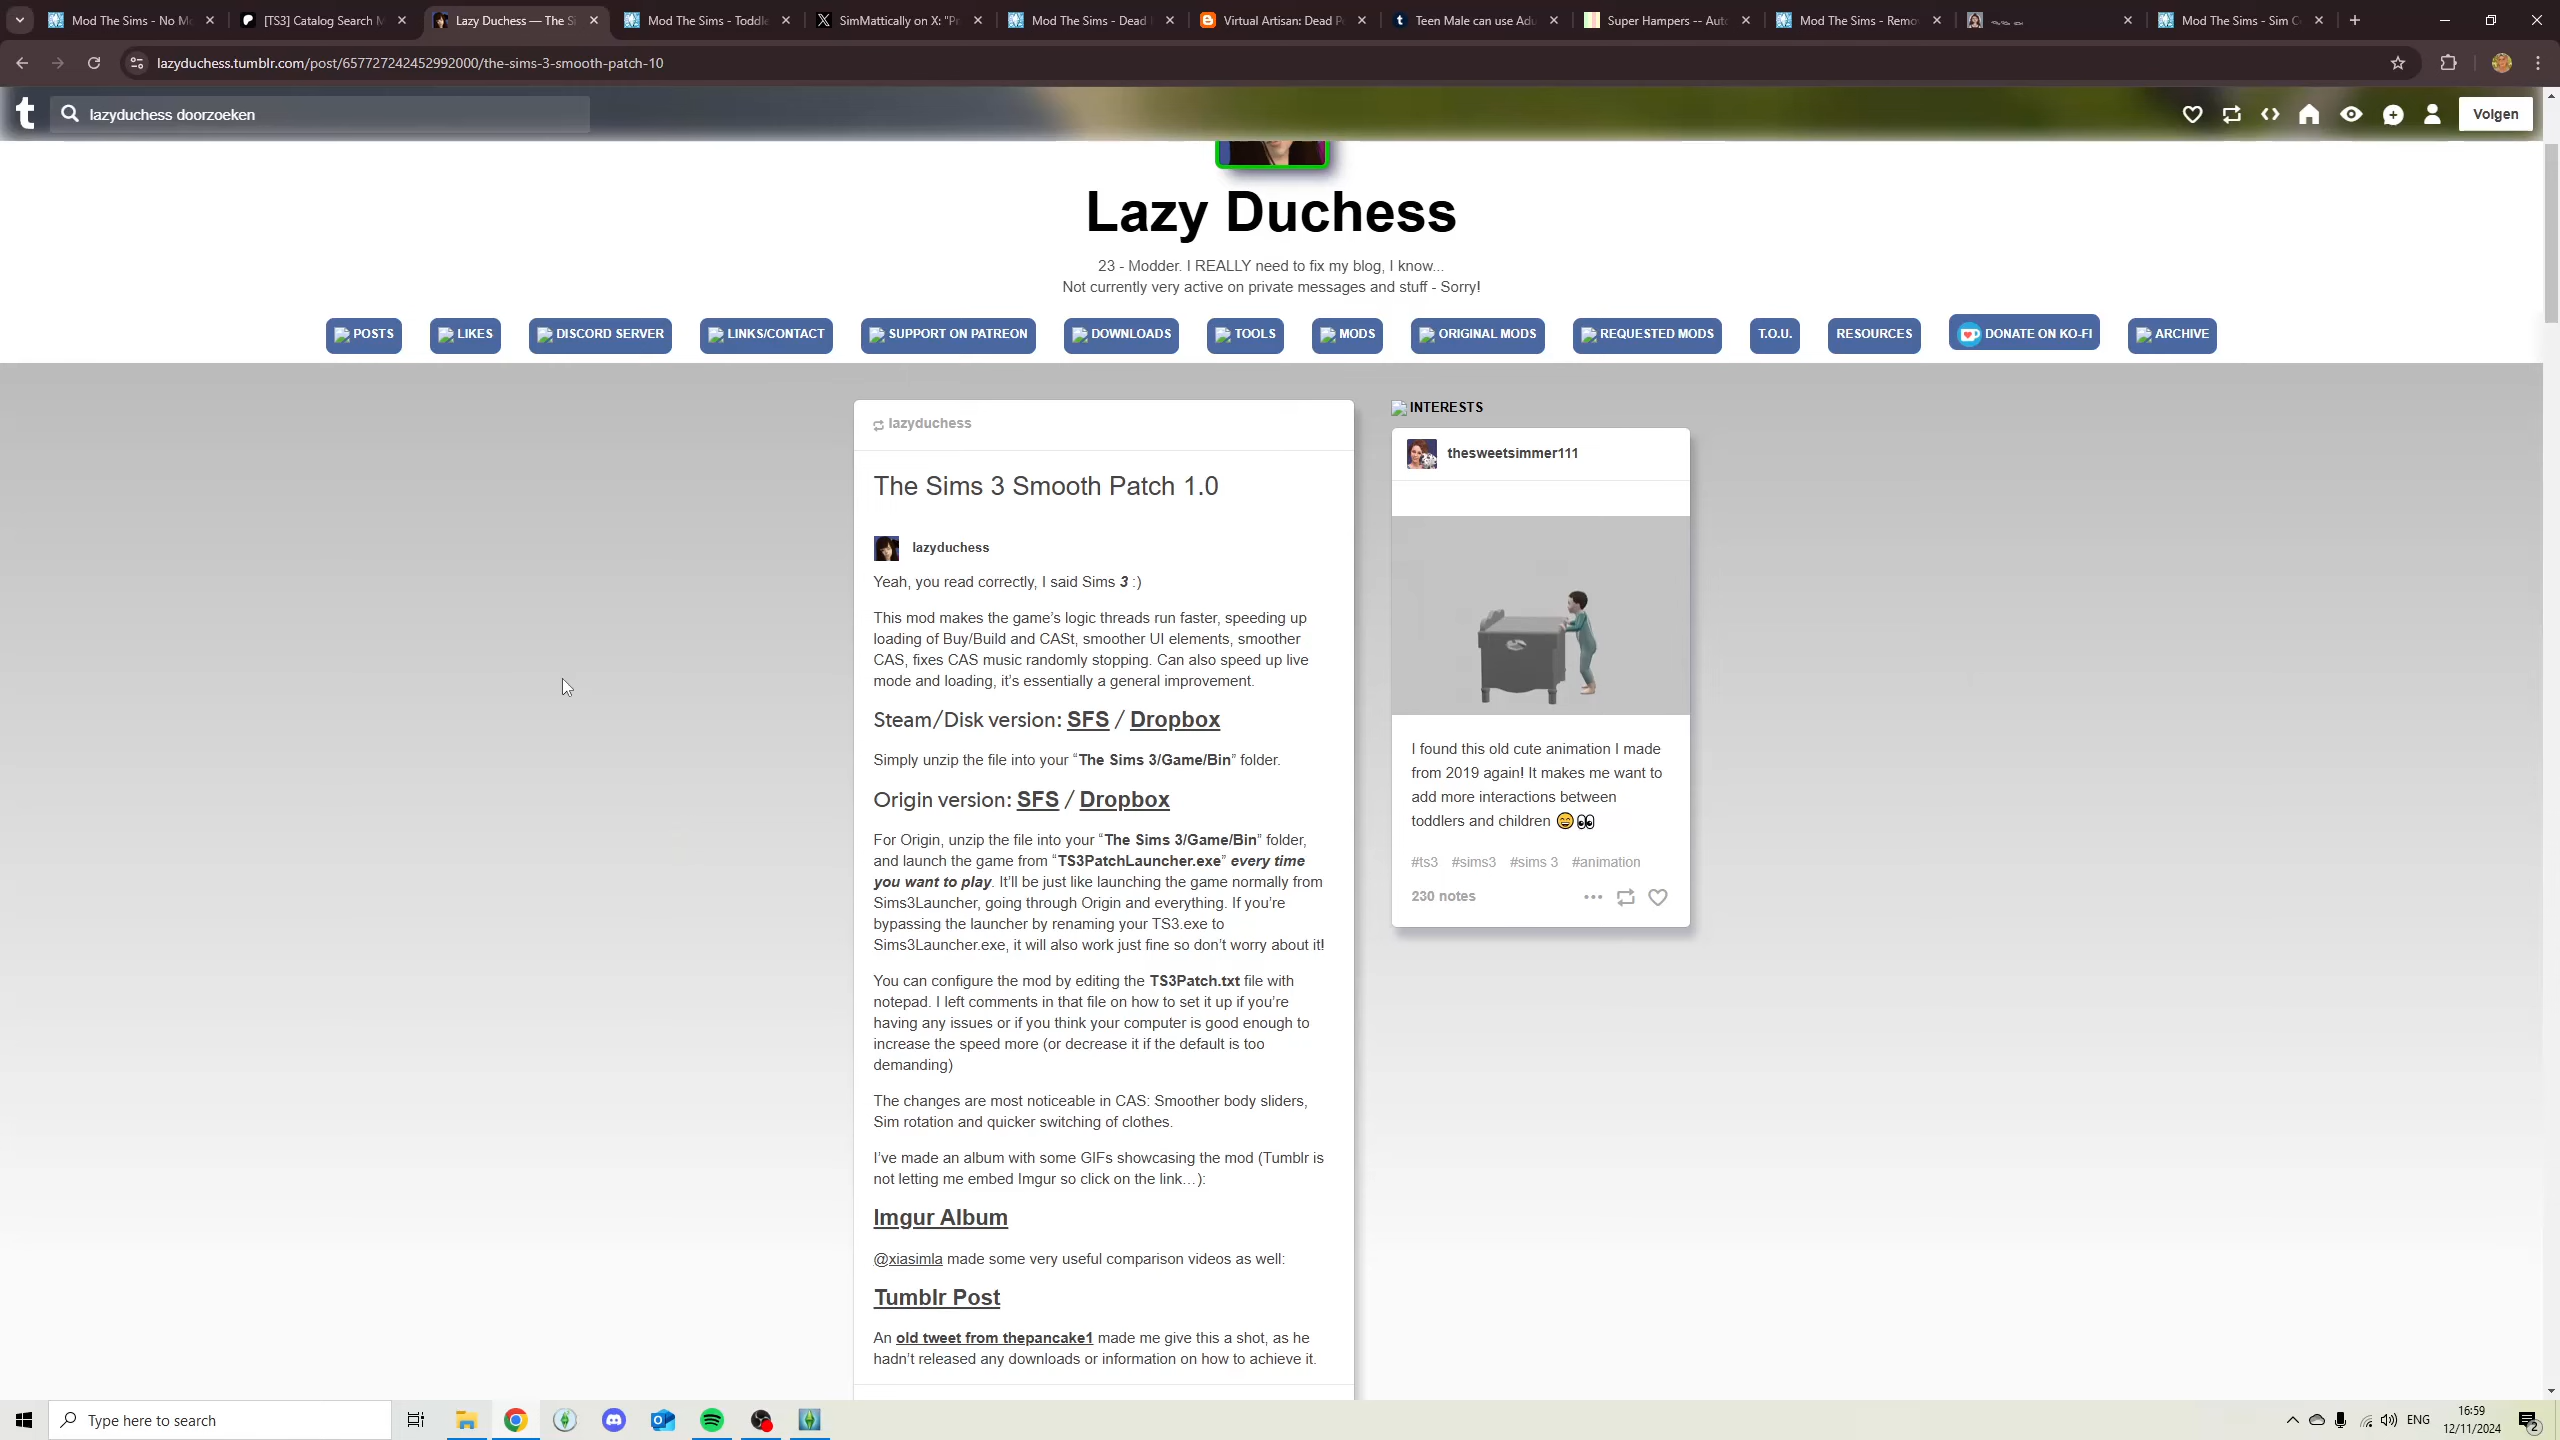 Mod The Sims - No Mo
[TS3] Catalog Search M
Lazy Duchess — The Si
Mod The Sims - Toddle
SimMattically on X: "Pe
Mod The Sims - Dead
Virtual Artisan: Dead Po
Teen Male can use Adu
Super Hampers -- Auto
Mod The Sims - Remo
Mod The Sims - Sim C
lazyduchess.tumblr.com/post/657727242452992000/the-sims-3-smooth-patch-10
lazyduchess doorzoeken
Volgen
Lazy Duchess
23 - Modder. I REALLY need to fix my blog, I know...
Not currently very active on private messages and stuff - Sorry!
POSTS LIKES DISCORD SERVER LINKS/CONTACT SUPPORT ON PATREON DOWNLOADS TOOLS MODS ORIGINAL MODS REQUESTED MODS T.O.U. RESOURCES DONATE ON KO-FI ARCHIVE
lazyduchess
The Sims 3 Smooth Patch 1.0
lazyduchess
Yeah, you read correctly, I said Sims 3 :)
This mod makes the game’s logic threads run faster, speeding up
loading of Buy/Build and CASt, smoother UI elements, smoother
CAS, fixes CAS music randomly stopping. Can also speed up live
mode and loading, it’s essentially a general improvement.
Steam/Disk version: SFS / Dropbox
Simply unzip the file into your “The Sims 3/Game/Bin” folder.
Origin version: SFS / Dropbox
For Origin, unzip the file into your “The Sims 3/Game/Bin” folder,
and launch the game from “TS3PatchLauncher.exe” every time
you want to play. It’ll be just like launching the game normally from
Sims3Launcher, going through Origin and everything. If you’re
bypassing the launcher by renaming your TS3.exe to
Sims3Launcher.exe, it will also work just fine so don’t worry about it!
You can configure the mod by editing the TS3Patch.txt file with
notepad. I left comments in that file on how to set it up if you’re
having any issues or if you think your computer is good enough to
increase the speed more (or decrease it if the default is too
demanding)
The changes are most noticeable in CAS: Smoother body sliders,
Sim rotation and quicker switching of clothes.
I’ve made an album with some GIFs showcasing the mod (Tumblr is
not letting me embed Imgur so click on the link…):
Imgur Album
@xiasimla made some very useful comparison videos as well:
Tumblr Post
An old tweet from thepancake1 made me give this a shot, as he
hadn’t released any downloads or information on how to achieve it.
INTERESTS
thesweetsimmer111
I found this old cute animation I made
from 2019 again! It makes me want to
add more interactions between
toddlers and children 😄👀
#ts3 #sims3 #sims 3 #animation
230 notes
Type here to search
ENG
16:59
12/11/2024
2